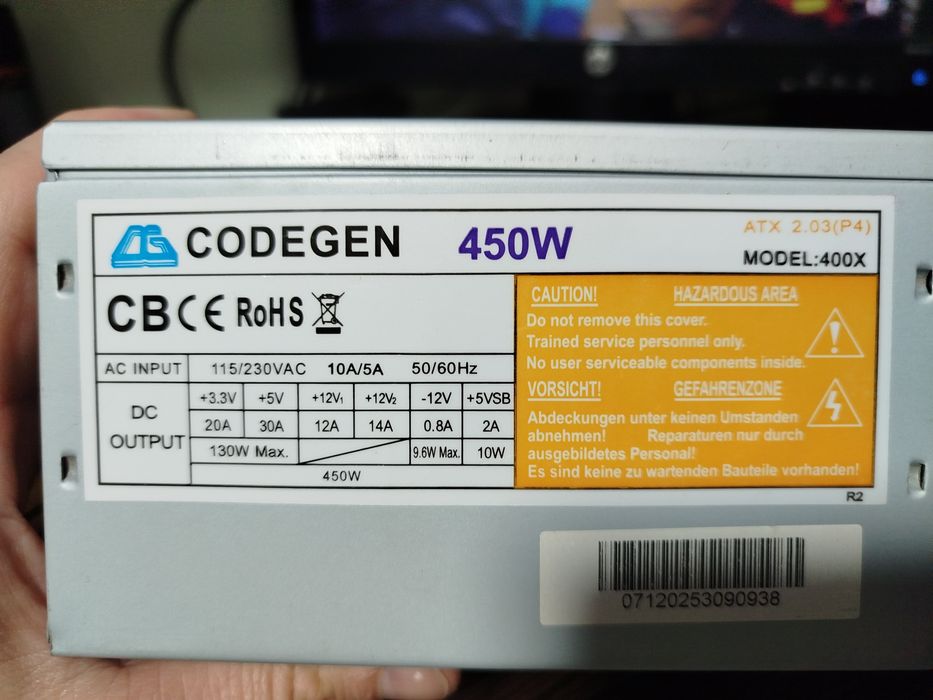 CODEGEN 450W
ATX 2.03(P4)
MODEL:400X
CB CE RoHS
AC INPUT 115/230VAC 10A/5A 50/60Hz
DC OUTPUT
+3.3V +5V +12V1 +12V2 -12V +5VSB
20A 30A 12A 14A 0.8A 2A
130W Max. 9.6W Max. 10W
450W
CAUTION! HAZARDOUS AREA
Do not remove this cover.
Trained service personnel only.
No user serviceable components inside.
VORSICHT! GEFAHRENZONE
Abdeckungen unter keinen Umstanden
abnehmen! Reparaturen nur durch
ausgebildetes Personal!
Es sind keine zu wartenden Bauteile vorhanden!
R2
07120253090938